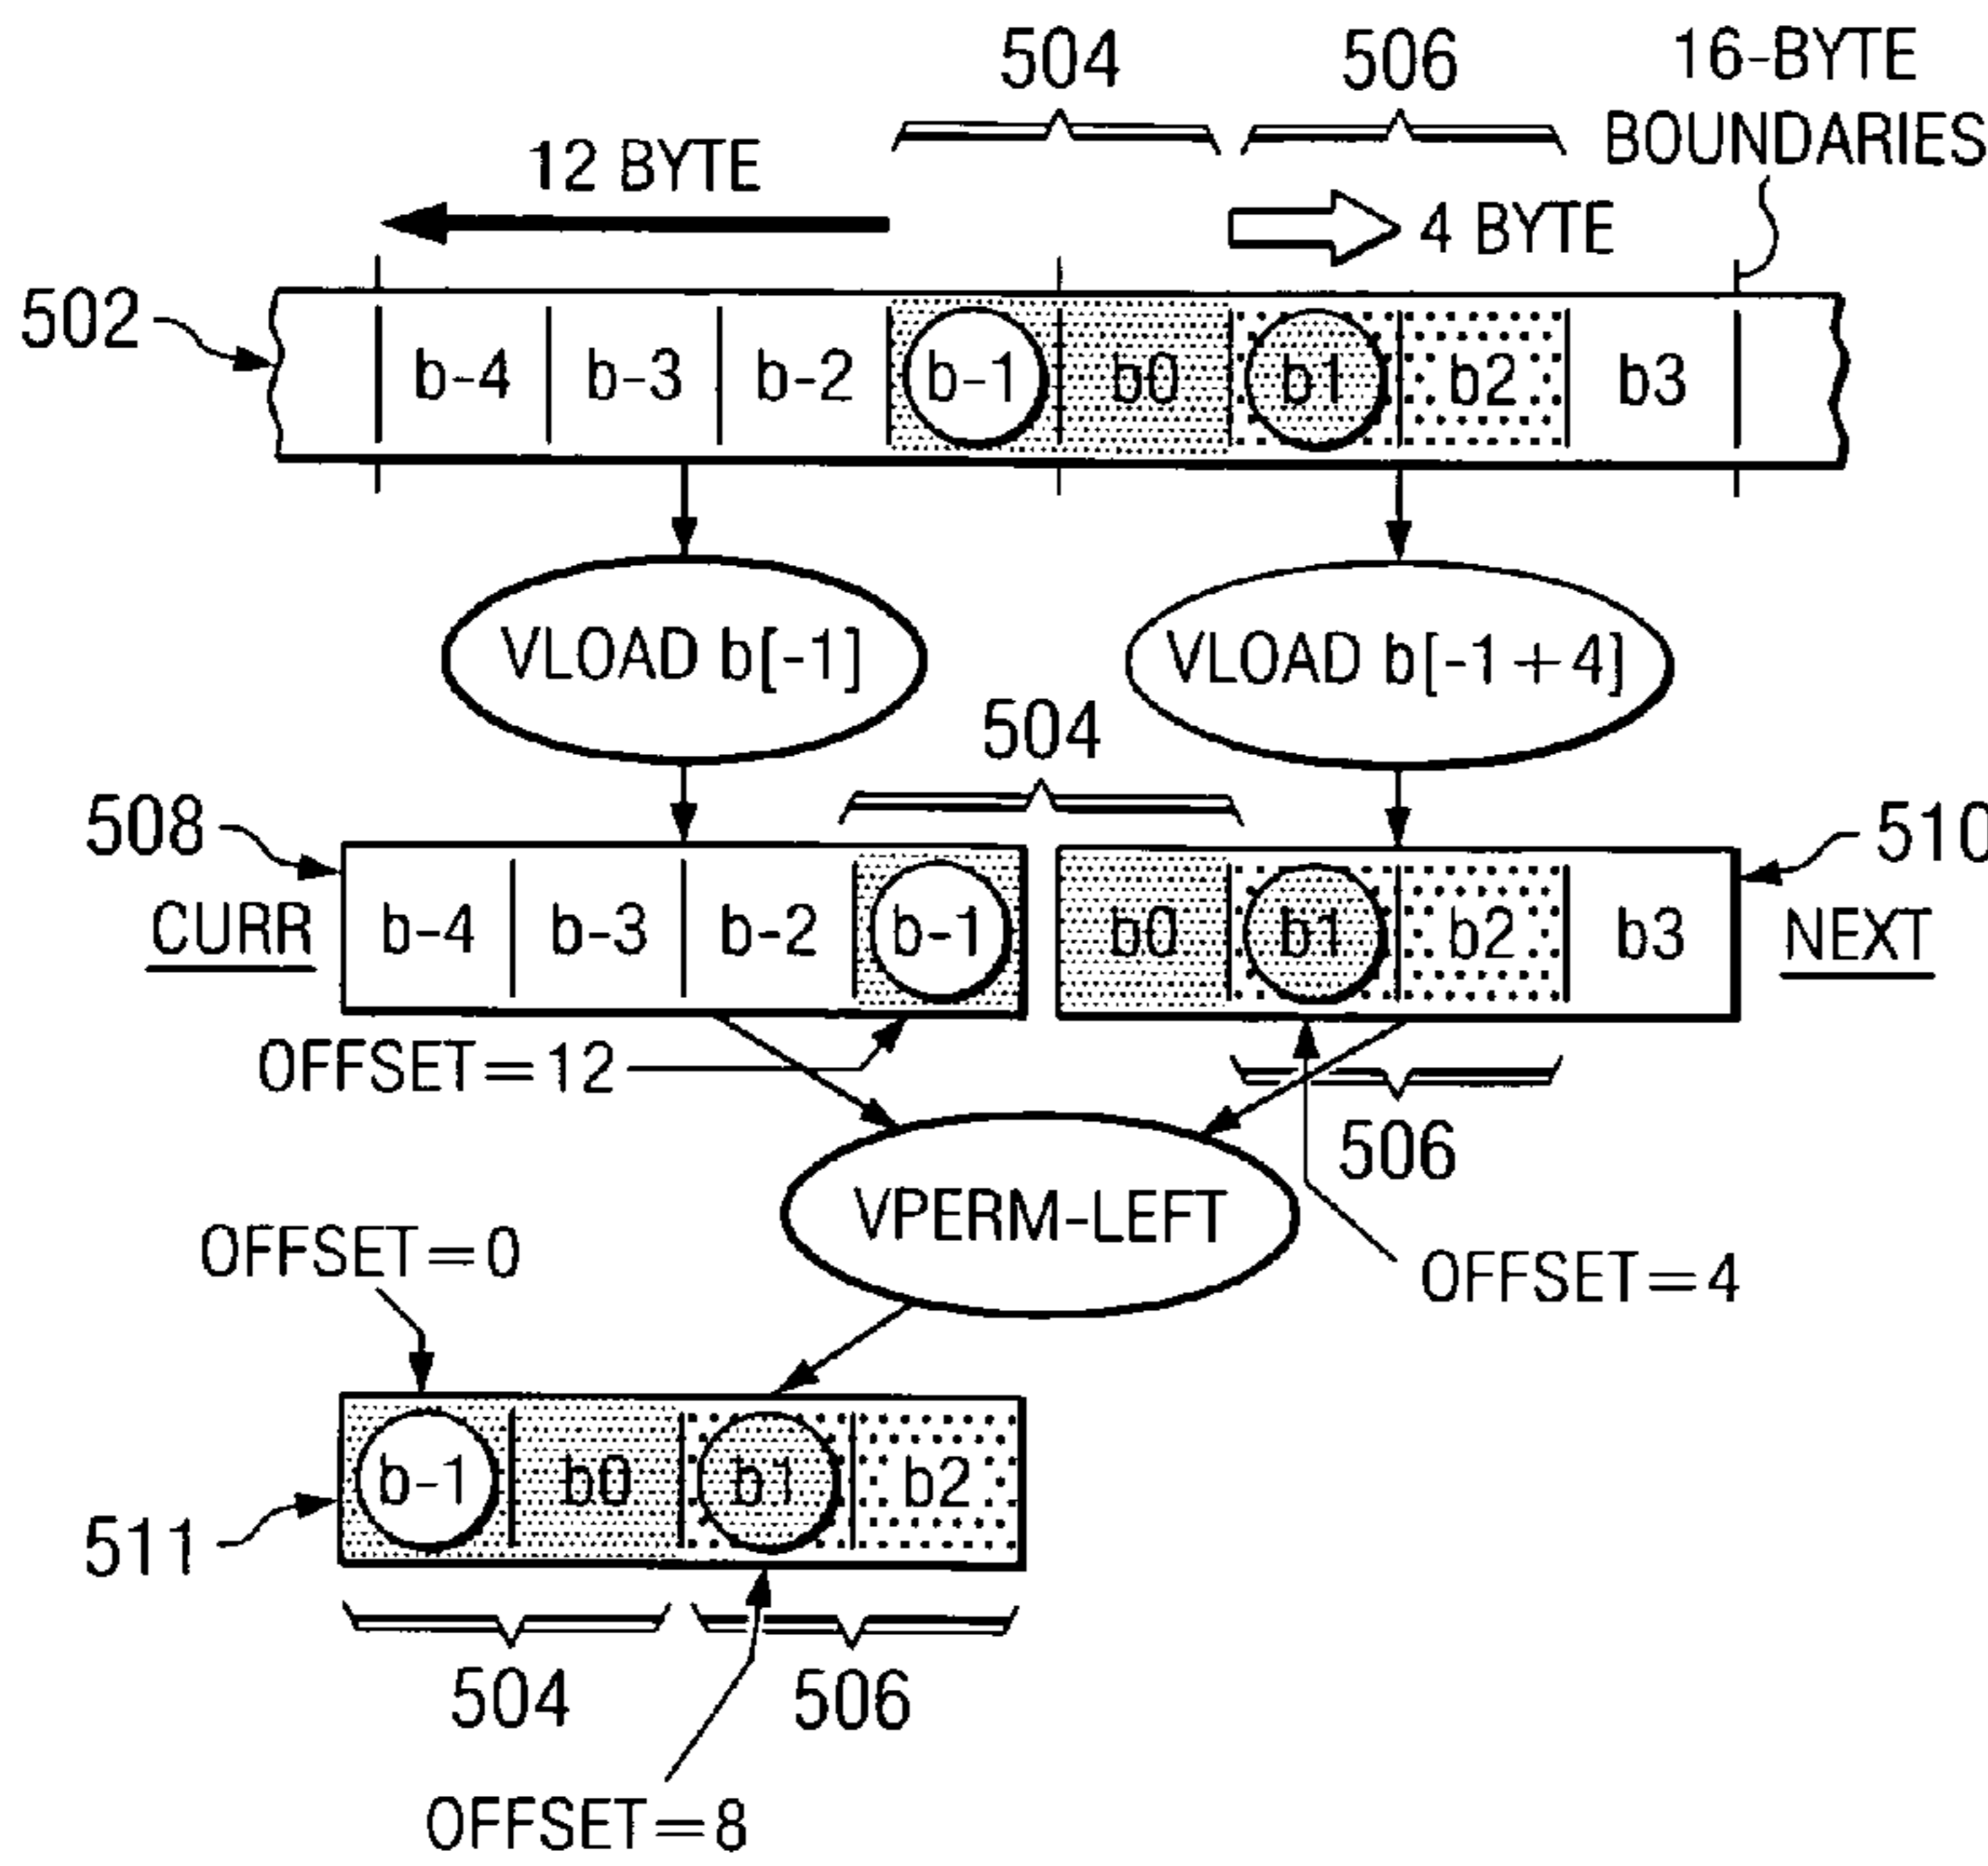 504
506
16-BYTE
BOUNDARIES
12 BYTE
4 BYTE
502
b-4 b-3 b-2 b-1 b0 b1 b2 b3
VLOAD b[-1]
VLOAD b[-1+4]
504
508
510
CURR
b-4 b-3 b-2 b-1
b0 b1 b2 b3
NEXT
OFFSET=12
506
VPERM-LEFT
OFFSET=0
OFFSET=4
b-1 b0 b1 b2
511
504
506
OFFSET=8